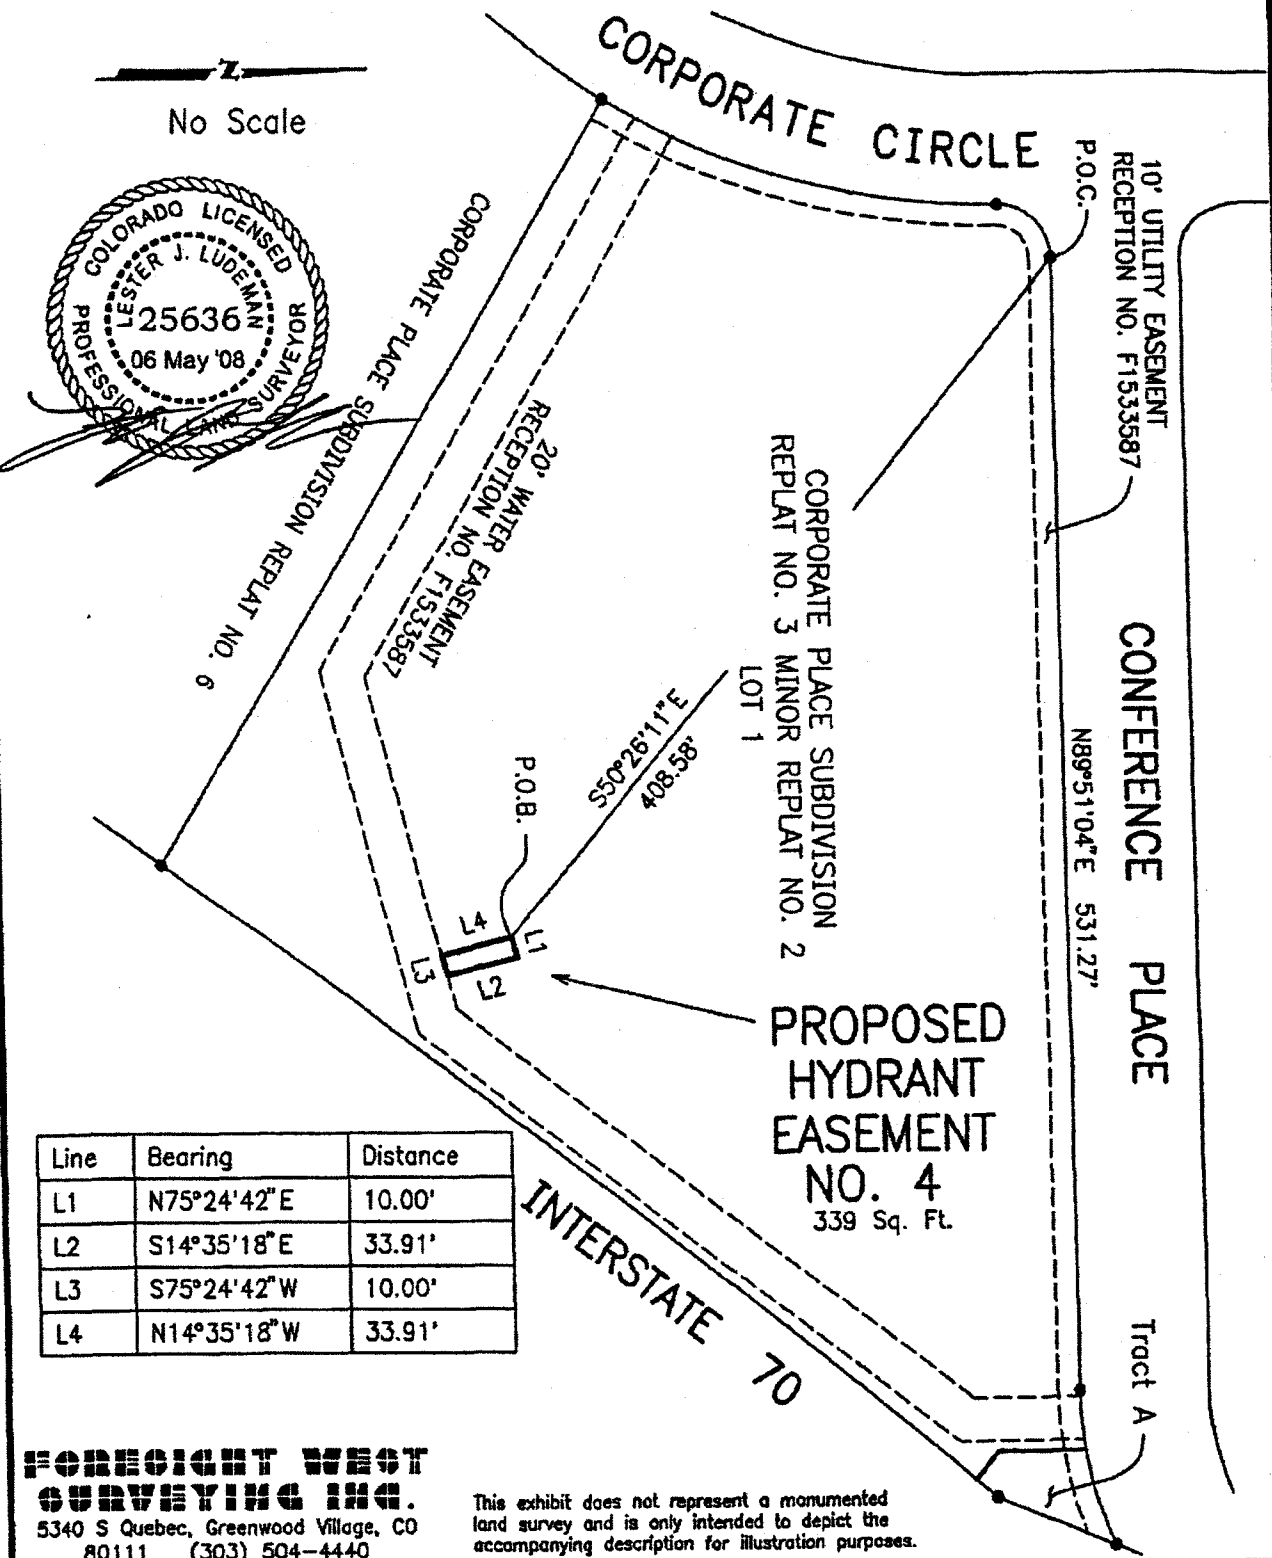 CORPORATE CIRCLE
N
No Scale
COLORADO LICENSED
LESTER J. LUDEMAN
25636
06 May '08
PROFESSIONAL LAND SURVEYOR
10' UTILITY EASEMENT
RECEPTION NO. F1533587
P.O.C.
CORPORATE PLACE SUBDIVISION REPLAT NO. 6
20' WATER EASEMENT
RECEPTION NO. F1533587
CORPORATE PLACE SUBDIVISION
REPLAT NO. 3 MINOR REPLAT NO. 2
LOT 1
CONFERENCE PLACE
N89°51'04"E 531.27'
S50°26'11"E
408.58'
P.O.B.
L4
L1
L3
L2
PROPOSED
HYDRANT
EASEMENT
NO. 4
339 Sq. Ft.
Line Bearing Distance
L1 N75°24'42"E 10.00'
L2 S14°35'18"E 33.91'
L3 S75°24'42"W 10.00'
L4 N14°35'18"W 33.91'
INTERSTATE 70
Tract A
FORESIGHT WEST
SURVEYING INC.
5340 S Quebec, Greenwood Village, CO
80111 (303) 504-4440
This exhibit does not represent a monumented
land survey and is only intended to depict the
accompanying description for illustration purposes.